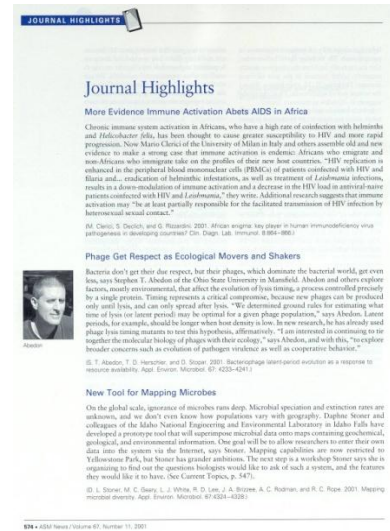 JOURNAL HIGHLIGHTS
Journal Highlights
More Evidence Immune Activation Abets AIDS in Africa
Chronic immune system activation in Africans, who have a high rate of coinfection with helminths
and Helicobacter felis, has been thought to cause greater susceptibility to HIV and more rapid
progression. Now Mario Clerici of the University of Milan in Italy and others assemble old and new
evidence to make a strong case that immune activation is endemic. Africans who emigrate and
non-Africans who immigrate take on the profiles of their new host countries. "HIV replication is
enhanced in the peripheral blood mononuclear cells (PBMCs) of patients coinfected with HIV and
filaria and... eradication of helminthic infestations, as well as treatment of Leishmania infections,
results in a down-modulation of immune activation and a decrease in the HIV load in antiviral-naive
patients coinfected with HIV and Leishmania," they write. Additional research suggests that immune
activation may "be at least partially responsible for the facilitated transmission of HIV infection by
heterosexual sexual contact."
(M. Clerici, S. Declich, and G. Rizzardini. 2001. African enigma: key player in human immunodeficiency virus
pathogenesis in developing countries? Clin. Diagn. Lab. Immunol. 8:864–866.)
Phage Get Respect as Ecological Movers and Shakers
Bacteria don't get their due respect, but their phages, which dominate the bacterial world, get even
less, says Stephen T. Abedon of the Ohio State University in Mansfield. Abedon and others explore
factors, mostly environmental, that affect the evolution of lysis timing, a process controlled precisely
by a single protein. Timing represents a critical compromise, because new phages can be produced
only until lysis, and can only spread after lysis. "We determined ground rules for estimating what
time of lysis (or latent period) may be optimal for a given phage population," says Abedon. Latent
periods, for example, should be longer when host density is low. In new research, he has already used
phage lysis timing mutants to test this hypothesis, affirmatively. "I am interested in continuing to tie
together the molecular biology of phages with their ecology," says Abedon, and with this, "to explore
broader concerns such as evolution of pathogen virulence as well as cooperative behavior."
Abedon
(S. T. Abedon, T. D. Herschler, and D. Stopar. 2001. Bacteriophage latent-period evolution as a response to
resource availability. Appl. Environ. Microbiol. 67: 4233–4241.)
New Tool for Mapping Microbes
On the global scale, ignorance of microbes runs deep. Microbial speciation and extinction rates are
unknown, and we don't even know how populations vary with geography. Daphne Stoner and
colleagues of the Idaho National Engineering and Environmental Laboratory in Idaho Falls have
developed a prototype tool that will superimpose microbial data onto maps containing geochemical,
geological, and environmental information. One goal will be to allow researchers to enter their own
data into the system via the Internet, says Stoner. Mapping capabilities are now restricted to
Yellowstone Park, but Stoner has grander ambitions. The next step is a workshop Stoner says she is
organizing to find out the questions biologists would like to ask of such a system, and the features
they would like it to have. (See Current Topics, p. 547).
(D. L. Stoner, M. C. Geary, L. J. White, R. D. Lee, J. A. Brizzee, A. C. Rodman, and R. C. Rope. 2001. Mapping
microbial diversity. Appl. Environ. Microbiol. 67:4324–4328.)
574 • ASM News / Volume 67, Number 11, 2001